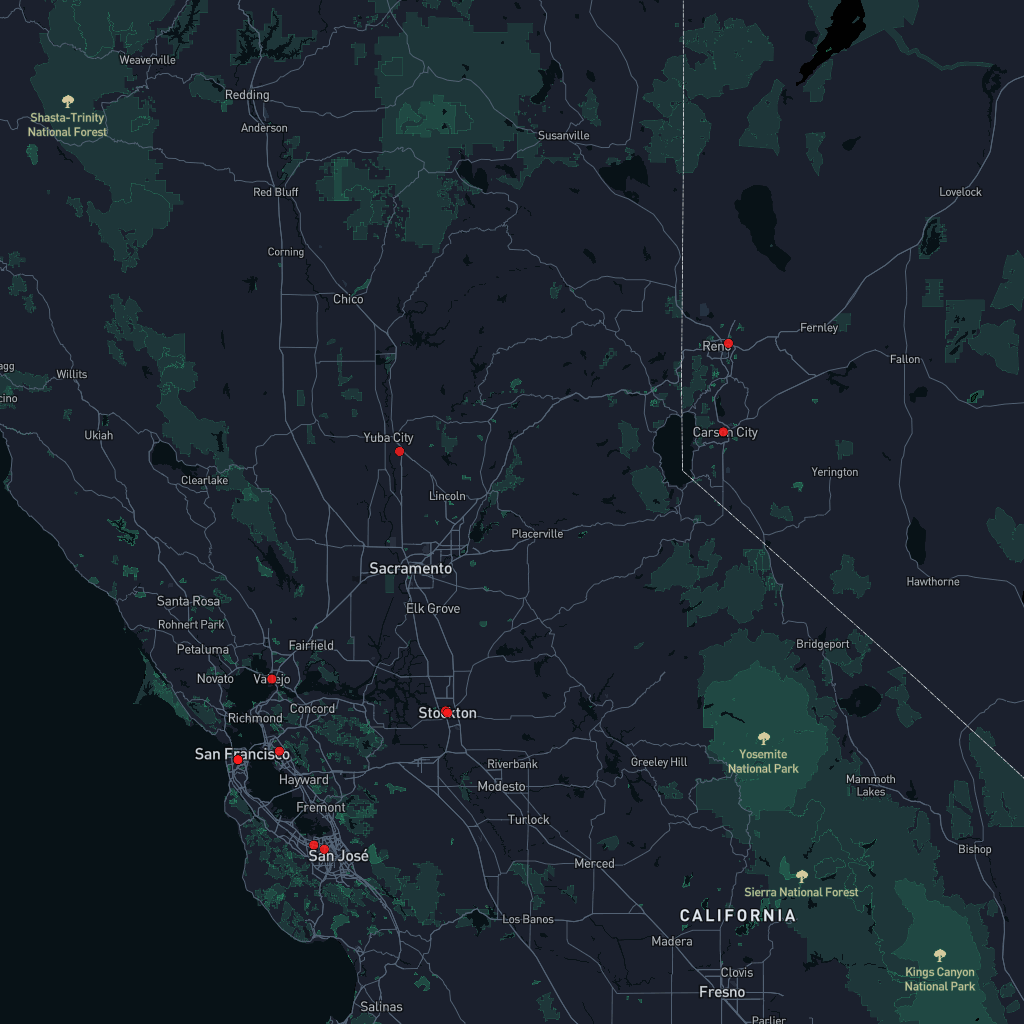 Weaverville
Redding
Shasta-Trinity
National Forest
Anderson
Susanville
Red Bluff
Lovelock
Corning
Chico
Fernley
Reno
Fallon
agg
Willits
cino
Ukiah
Yuba City
Carson City
Clearlake
Lincoln
Yerington
Placerville
Sacramento
Hawthorne
Santa Rosa
Elk Grove
Rohnert Park
Petaluma
Fairfield
Bridgeport
Novato
Vallejo
Concord
Richmond
Stockton
San Francisco
Yosemite
National Park
Riverbank
Greeley Hill
Hayward
Modesto
Mammoth
Lakes
Fremont
Turlock
San José
Merced
Bishop
Sierra National Forest
Los Banos
CALIFORNIA
Madera
Clovis
Kings Canyon
National Park
Fresno
Salinas
Parlier